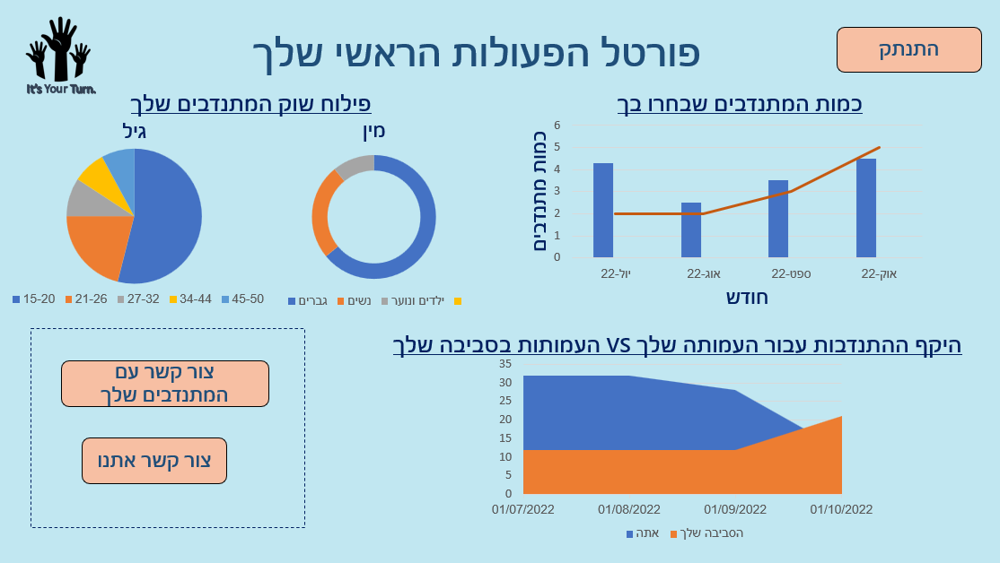 It's Your Turn.
פורטל הפעולות הראשי שלך
התנתק
כמות המתנדבים שבחרו בך
כמות מתנדבים
6
5
4
3
2
1
0
יול-22
אוג-22
ספט-22
אוק-22
חודש
פילוח שוק המתנדבים שלך
מין
גברים
נשים
ילדים ונוער
גיל
15-20
21-26
27-32
34-44
45-50
היקף ההתנדבות עבור העמותה שלך VS העמותות בסביבה שלך
35
30
25
20
15
10
5
0
01/07/2022
01/08/2022
01/09/2022
01/10/2022
אתה
הסביבה שלך
צור קשר עם
המתנדבים שלך
צור קשר אתנו